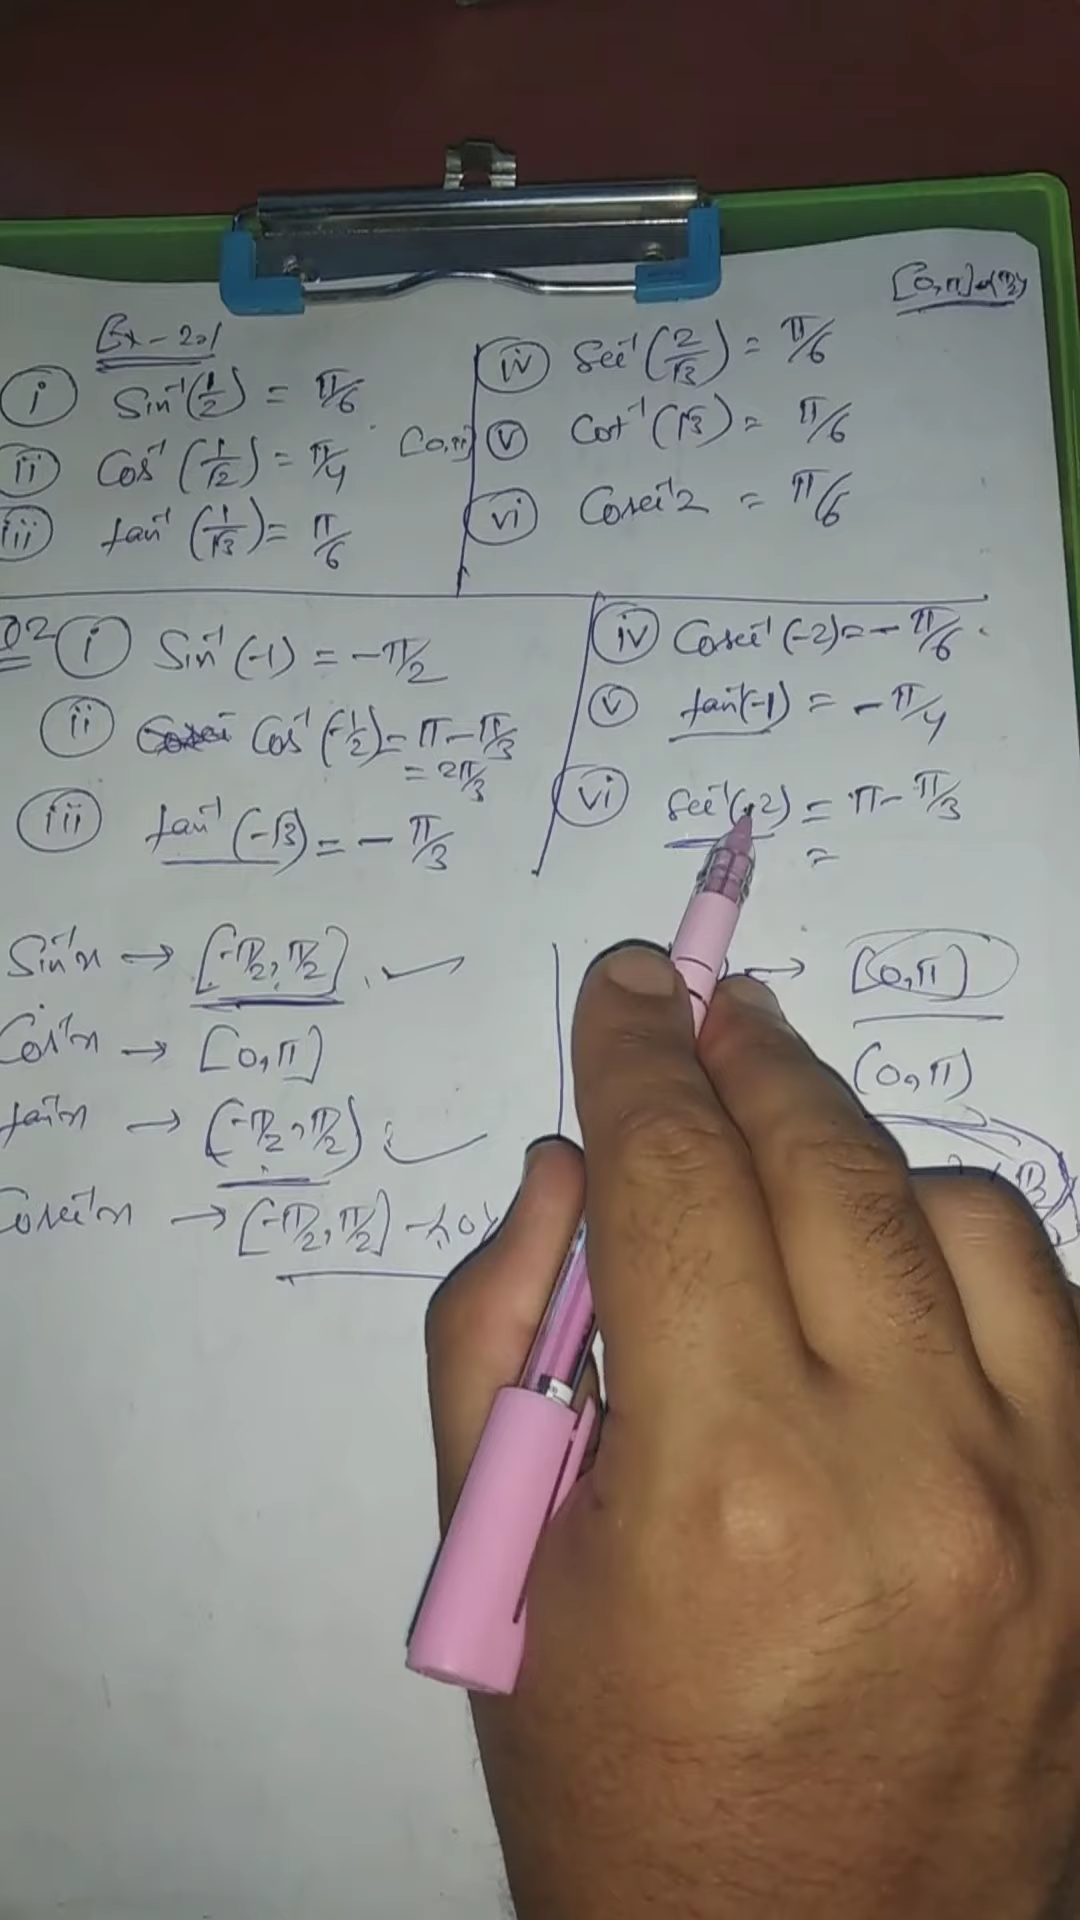 [0,π]-{π/2}
Ex-2.1
(i) Sin⁻¹(1/2) = π/6
(ii) Cos⁻¹(1/√2) = π/4
(iii) tan⁻¹(1/√3) = π/6
[0,π]
(iv) Sec⁻¹(2/√3) = π/6
(v) Cot⁻¹(√3) = π/6
(vi) Cosec⁻¹2 = π/6
Q2 (i) Sin⁻¹(-1) = -π/2
(ii) Cos⁻¹(-1/2) = π - π/3
= 2π/3
(iii) tan⁻¹(-√3) = -π/3
(iv) Cosec⁻¹(-2) = -π/6
(v) tan⁻¹(-1) = -π/4
(vi) Sec⁻¹(-2) = π - π/3
=
Sin⁻¹x → [-π/2, π/2]
Cos⁻¹x → [0,π]
tan⁻¹x → (-π/2, π/2)
Cosec⁻¹x → [-π/2, π/2] - {0}
→ [0,π]
(0,π)
π/2